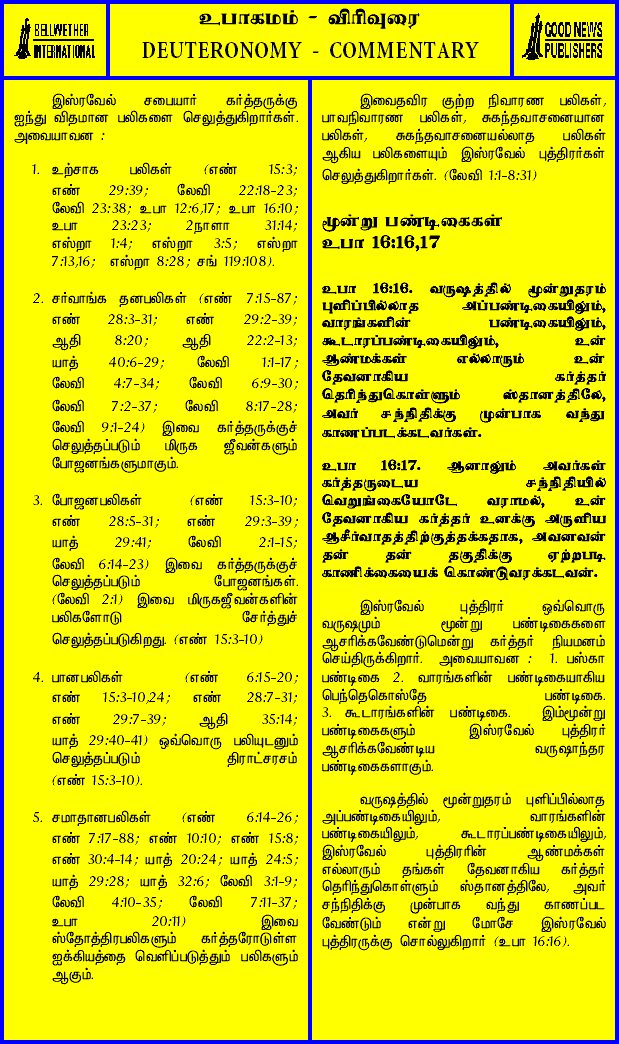 BELLWETHER
INTERNATIONAL
உபாகமம் - விரிவுரை
DEUTERONOMY - COMMENTARY
GOOD NEWS
PUBLISHERS
இஸ்ரவேல் சபையார் கர்த்தருக்கு
ஐந்து விதமான பலிகளை செலுத்துகிறார்கள்.
அவையாவன :
1. உற்சாக பலிகள் (எண் 15:3;
எண் 29:39; லேவி 22:18-23;
லேவி 23:38; உபா 12:6,17; உபா 16:10;
உபா 23:23; 2நாளா 31:14;
எஸ்றா 1:4; எஸ்றா 3:5; எஸ்றா
7:13,16; எஸ்றா 8:28; சங் 119:108).
2. சர்வாங்க தனபலிகள் (எண் 7:15-87;
எண் 28:3-31; எண் 29:2-39;
ஆதி 8:20; ஆதி 22:2-13;
யாத் 40:6-29; லேவி 1:1-17;
லேவி 4:7-34; லேவி 6:9-30;
லேவி 7:2-37; லேவி 8:17-28;
லேவி 9:1-24) இவை கர்த்தருக்குச்
செலுத்தப்படும் மிருக ஜீவன்களும்
போஜனங்களுமாகும்.
3. போஜனபலிகள் (எண் 15:3-10;
எண் 28:5-31; எண் 29:3-39;
யாத் 29:41; லேவி 2:1-15;
லேவி 6:14-23) இவை கர்த்தருக்குச்
செலுத்தப்படும் போஜனங்கள்.
(லேவி 2:1) இவை மிருகஜீவன்களின்
பலிகளோடு சேர்த்துச்
செலுத்தப்படுகிறது. (எண் 15:3-10)
4. பானபலிகள் (எண் 6:15-20;
எண் 15:3-10,24; எண் 28:7-31;
எண் 29:7-39; ஆதி 35:14;
யாத் 29:40-41) ஒவ்வொரு பலியுடனும்
செலுத்தப்படும் திராட்சரசம்
(எண் 15:3-10).
5. சமாதானபலிகள் (எண் 6:14-26;
எண் 7:17-88; எண் 10:10; எண் 15:8;
எண் 30:4-14; யாத் 20:24; யாத் 24:5;
யாத் 29:28; யாத் 32:6; லேவி 3:1-9;
லேவி 4:10-35; லேவி 7:11-37;
உபா 20:11) இவை
ஸ்தோத்திரபலிகளும் கர்த்தரோடுள்ள
ஐக்கியத்தை வெளிப்படுத்தும் பலிகளும்
ஆகும்.
இவைதவிர குற்ற நிவாரண பலிகள்,
பாவநிவாரண பலிகள், சுகந்தவாசனையான
பலிகள், சுகந்தவாசனையல்லாத பலிகள்
ஆகிய பலிகளையும் இஸ்ரவேல் புத்திரர்கள்
செலுத்துகிறார்கள். (லேவி 1:1-8:31)
மூன்று பண்டிகைகள்
உபா 16:16,17
உபா 16:16. வருஷத்தில் மூன்றுதரம்
புளிப்பில்லாத அப்பண்டிகையிலும்,
வாரங்களின் பண்டிகையிலும்,
கூடாரப்பண்டிகையிலும், உன்
ஆண்மக்கள் எல்லாரும் உன்
தேவனாகிய கர்த்தர்
தெரிந்துகொள்ளும் ஸ்தானத்திலே,
அவர் சந்நிதிக்கு முன்பாக வந்து
காணப்படக்கடவர்கள்.
உபா 16:17. ஆனாலும் அவர்கள்
கர்த்தருடைய சந்நிதியில்
வெறுங்கையோடே வராமல், உன்
தேவனாகிய கர்த்தர் உனக்கு அருளிய
ஆசீர்வாதத்திற்குத்தக்கதாக, அவனவன்
தன் தன் தகுதிக்கு ஏற்றபடி
காணிக்கையைக் கொண்டுவரக்கடவன்.
இஸ்ரவேல் புத்திரர் ஒவ்வொரு
வருஷமும் மூன்று பண்டிகைகளை
ஆசரிக்கவேண்டுமென்று கர்த்தர் நியமனம்
செய்திருக்கிறார். அவையாவன : 1. பஸ்கா
பண்டிகை 2. வாரங்களின் பண்டிகையாகிய
பெந்தெகொஸ்தே பண்டிகை.
3. கூடாரங்களின் பண்டிகை. இம்மூன்று
பண்டிகைகளும் இஸ்ரவேல் புத்திரர்
ஆசரிக்கவேண்டிய வருஷாந்தர
பண்டிகைகளாகும்.
வருஷத்தில் மூன்றுதரம் புளிப்பில்லாத
அப்பண்டிகையிலும், வாரங்களின்
பண்டிகையிலும், கூடாரப்பண்டிகையிலும்,
இஸ்ரவேல் புத்திரரின் ஆண்மக்கள்
எல்லாரும் தங்கள் தேவனாகிய கர்த்தர்
தெரிந்துகொள்ளும் ஸ்தானத்திலே, அவர்
சந்நிதிக்கு முன்பாக வந்து காணப்பட
வேண்டும் என்று மோசே இஸ்ரவேல்
புத்திரருக்கு சொல்லுகிறார் (உபா 16:16).